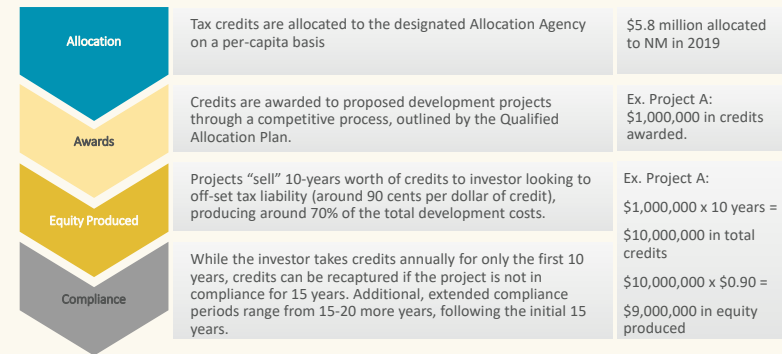 Allocation
Tax credits are allocated to the designated Allocation Agency
on a per-capita basis
$5.8 million allocated
to NM in 2019
Awards
Credits are awarded to proposed development projects
through a competitive process, outlined by the Qualified
Allocation Plan.
Ex. Project A:
$1,000,000 in credits
awarded.
Equity Produced
Projects “sell” 10-years worth of credits to investor looking to
off-set tax liability (around 90 cents per dollar of credit),
producing around 70% of the total development costs.
Compliance
While the investor takes credits annually for only the first 10
years, credits can be recaptured if the project is not in
compliance for 15 years. Additional, extended compliance
periods range from 15-20 more years, following the initial 15
years.
Ex. Project A:
$1,000,000 x 10 years =
$10,000,000 in total
credits
$10,000,000 x $0.90 =
$9,000,000 in equity
produced